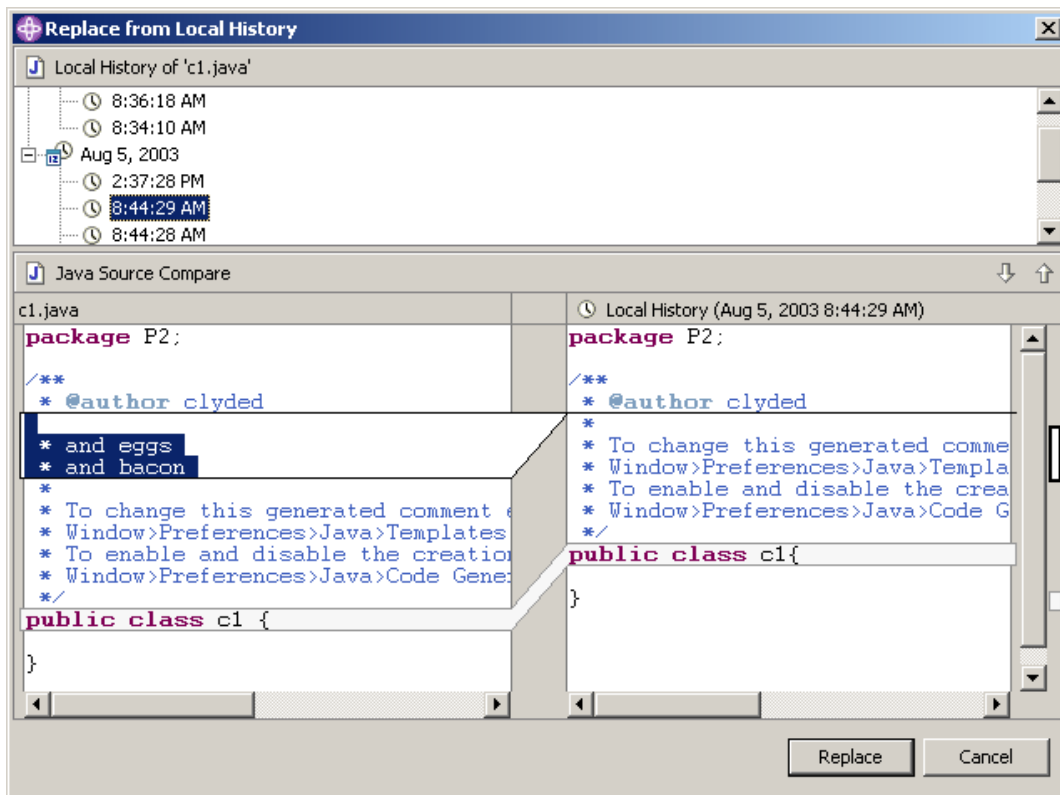 Replace from Local History
Local History of 'c1.java'
8:36:18 AM
8:34:10 AM
Aug 5, 2003
2:37:28 PM
8:44:29 AM
8:44:28 AM
Java Source Compare
c1.java
package P2;
/**
* @author clyded
* and eggs
* and bacon
*
* To change this generated comment
* Window>Preferences>Java>Templates
* To enable and disable the creation
* Window>Preferences>Java>Code Gene
*/
public class c1 {
}
Local History (Aug 5, 2003 8:44:29 AM)
package P2;
/**
* @author clyded
*
* To change this generated comme
* Window>Preferences>Java>Templa
* To enable and disable the crea
* Window>Preferences>Java>Code G
*/
public class c1{
}
Replace
Cancel